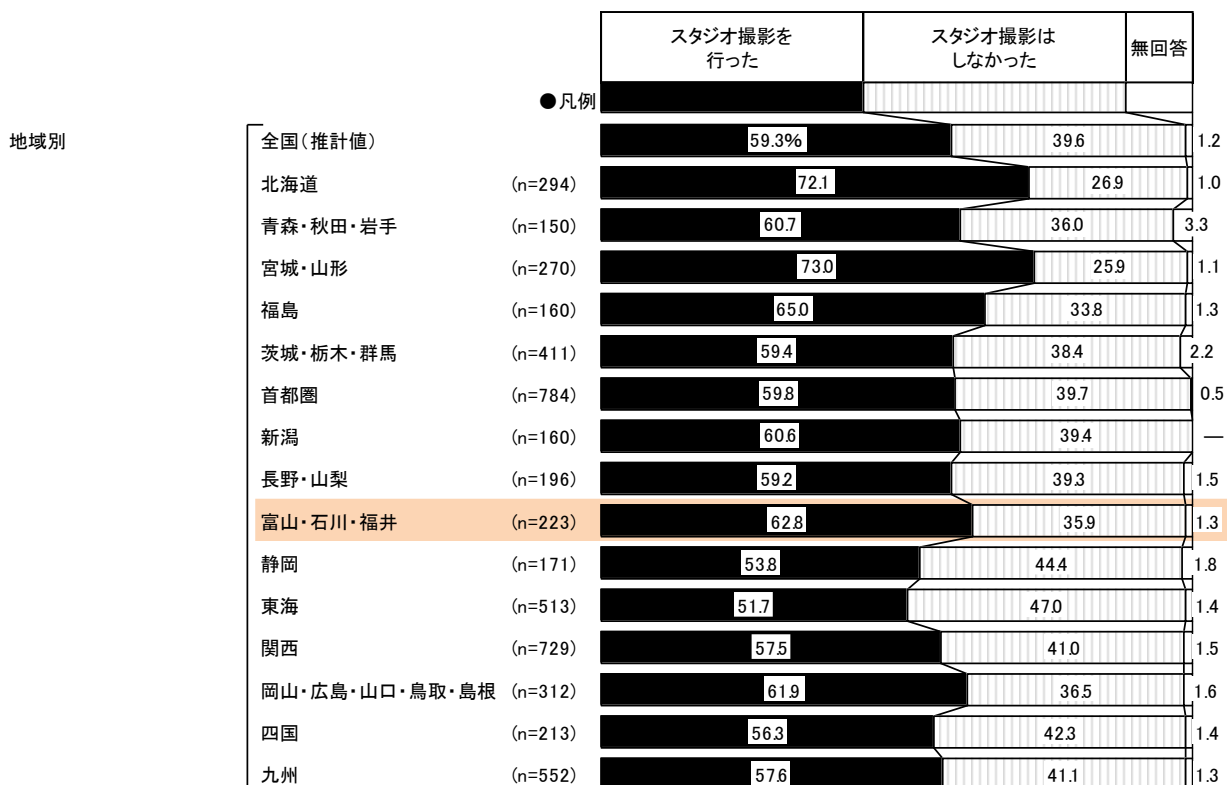 スタジオ撮影を
行った
スタジオ撮影は
しなかった
無回答
●凡例
地域別
全国(推計値) 59.3% 39.6 1.2
北海道 (n=294) 72.1 26.9 1.0
青森・秋田・岩手 (n=150) 60.7 36.0 3.3
宮城・山形 (n=270) 73.0 25.9 1.1
福島 (n=160) 65.0 33.8 1.3
茨城・栃木・群馬 (n=411) 59.4 38.4 2.2
首都圏 (n=784) 59.8 39.7 0.5
新潟 (n=160) 60.6 39.4 —
長野・山梨 (n=196) 59.2 39.3 1.5
富山・石川・福井 (n=223) 62.8 35.9 1.3
静岡 (n=171) 53.8 44.4 1.8
東海 (n=513) 51.7 47.0 1.4
関西 (n=729) 57.5 41.0 1.5
岡山・広島・山口・鳥取・島根 (n=312) 61.9 36.5 1.6
四国 (n=213) 56.3 42.3 1.4
九州 (n=552) 57.6 41.1 1.3